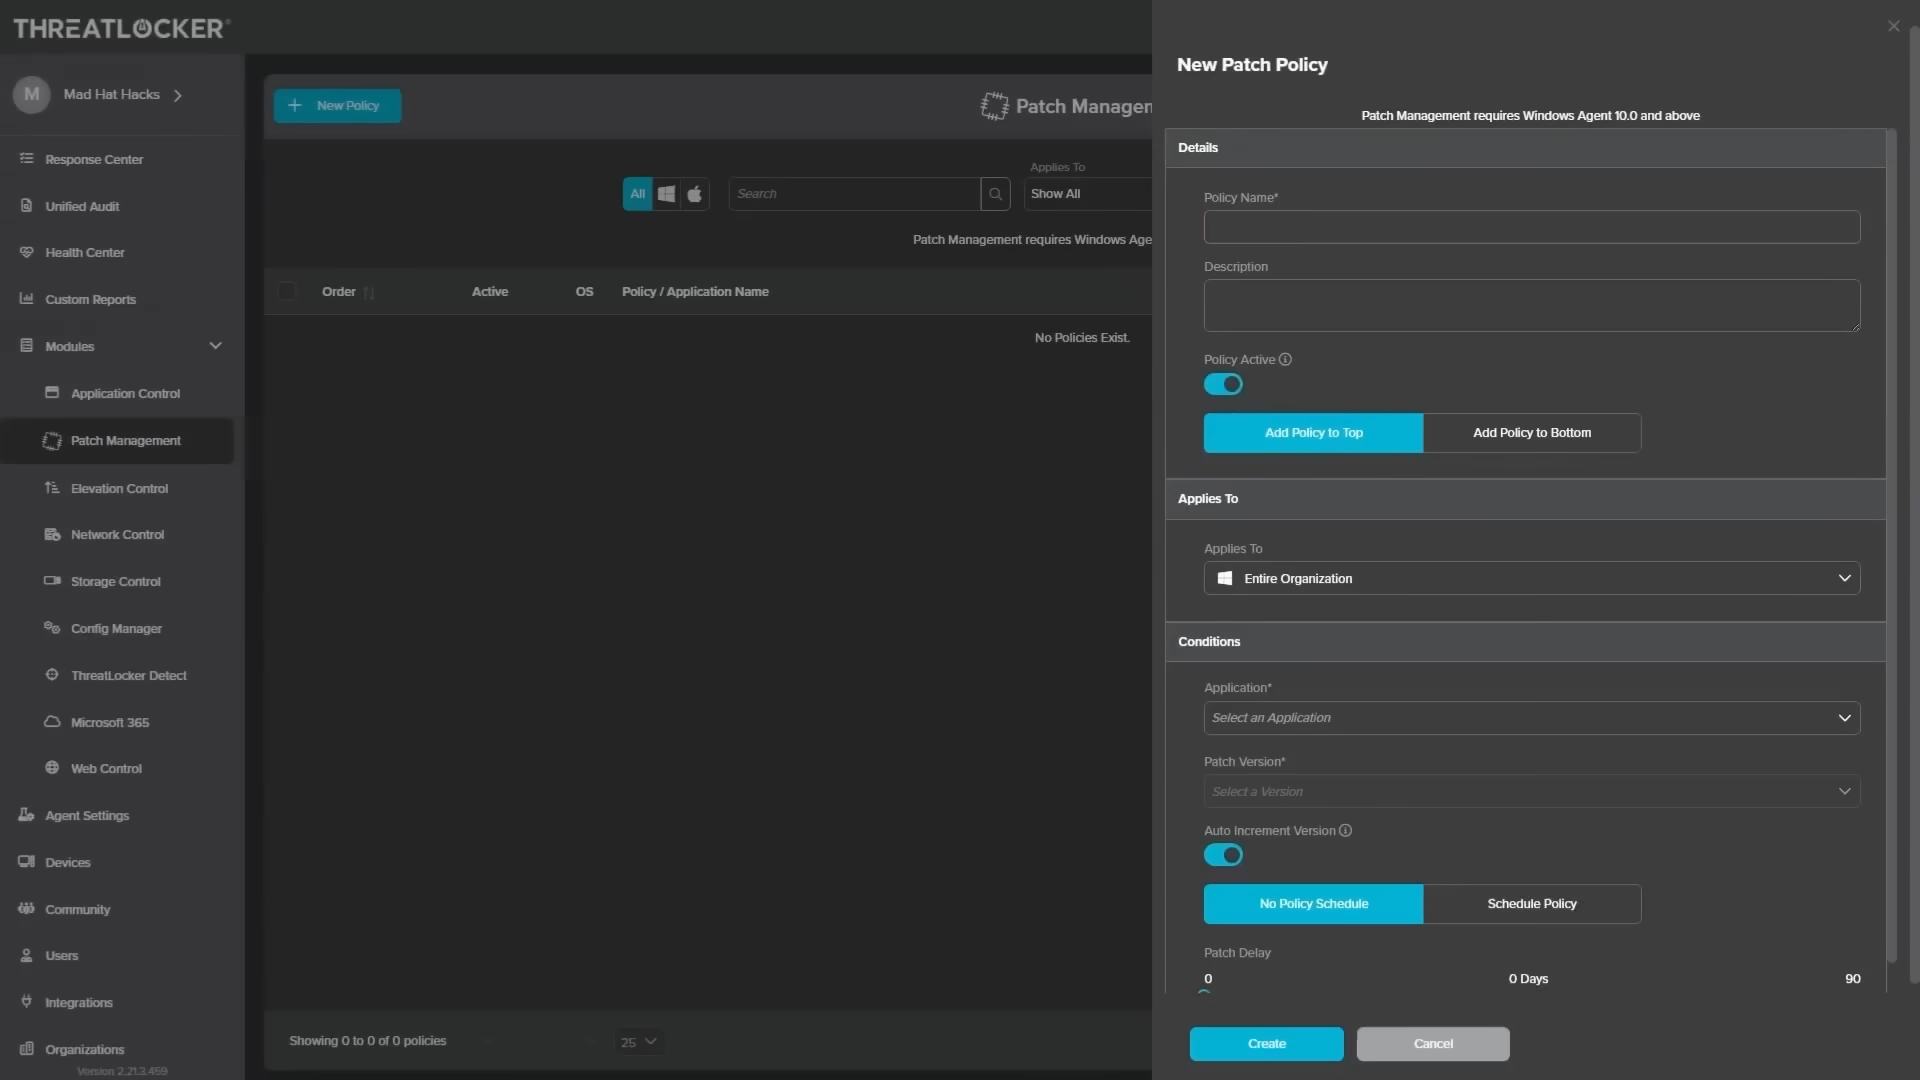 THREATLOCKER®
M
Mad Hat Hacks
Response Center
Unified Audit
Health Center
Custom Reports
Modules
Application Control
Patch Management
Elevation Control
Network Control
Storage Control
Config Manager
ThreatLocker Detect
Microsoft 365
Web Control
Agent Settings
Devices
Community
Users
Integrations
Organizations
Version 2.21.3.459
New Policy
Patch Managem
All
Search
Applies To
Show All
Patch Management requires Windows Age
Order
Active
OS
Policy / Application Name
No Policies Exist.
Showing 0 to 0 of 0 policies
25
New Patch Policy
Patch Management requires Windows Agent 10.0 and above
Details
Policy Name*
Description
Policy Active
Add Policy to Top
Add Policy to Bottom
Applies To
Applies To
Entire Organization
Conditions
Application*
Select an Application
Patch Version*
Select a Version
Auto Increment Version
No Policy Schedule
Schedule Policy
Patch Delay
0
0 Days
90
Create
Cancel